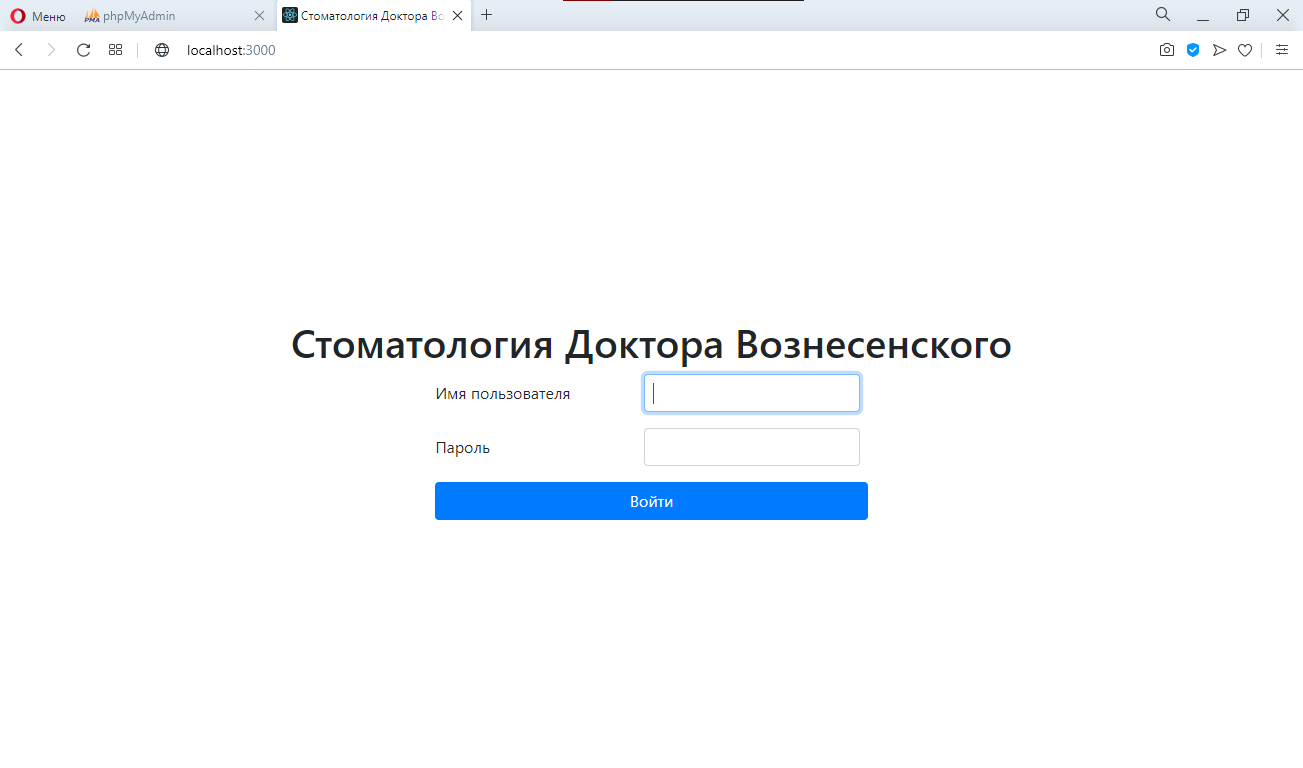 Меню
phpMyAdmin
Стоматология Доктора Во
localhost:3000
Стоматология Доктора Вознесенского
Имя пользователя
Пароль
Войти